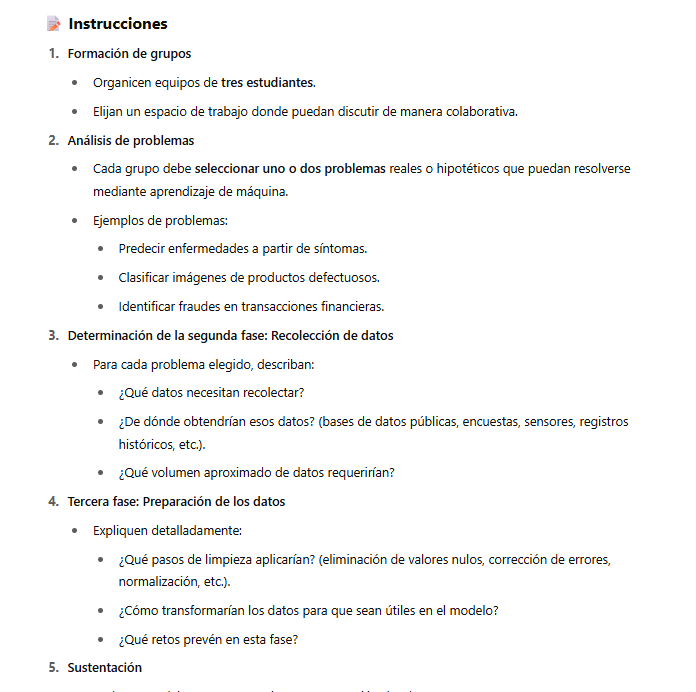 📝 Instrucciones
1. Formación de grupos
• Organicen equipos de tres estudiantes.
• Elijan un espacio de trabajo donde puedan discutir de manera colaborativa.
2. Análisis de problemas
• Cada grupo debe seleccionar uno o dos problemas reales o hipotéticos que puedan resolverse
mediante aprendizaje de máquina.
• Ejemplos de problemas:
• Predecir enfermedades a partir de síntomas.
• Clasificar imágenes de productos defectuosos.
• Identificar fraudes en transacciones financieras.
3. Determinación de la segunda fase: Recolección de datos
• Para cada problema elegido, describan:
• ¿Qué datos necesitan recolectar?
• ¿De dónde obtendrían esos datos? (bases de datos públicas, encuestas, sensores, registros
históricos, etc.).
• ¿Qué volumen aproximado de datos requerirían?
4. Tercera fase: Preparación de los datos
• Expliquen detalladamente:
• ¿Qué pasos de limpieza aplicarían? (eliminación de valores nulos, corrección de errores,
normalización, etc.).
• ¿Cómo transformarían los datos para que sean útiles en el modelo?
• ¿Qué retos prevén en esta fase?
5. Sustentación